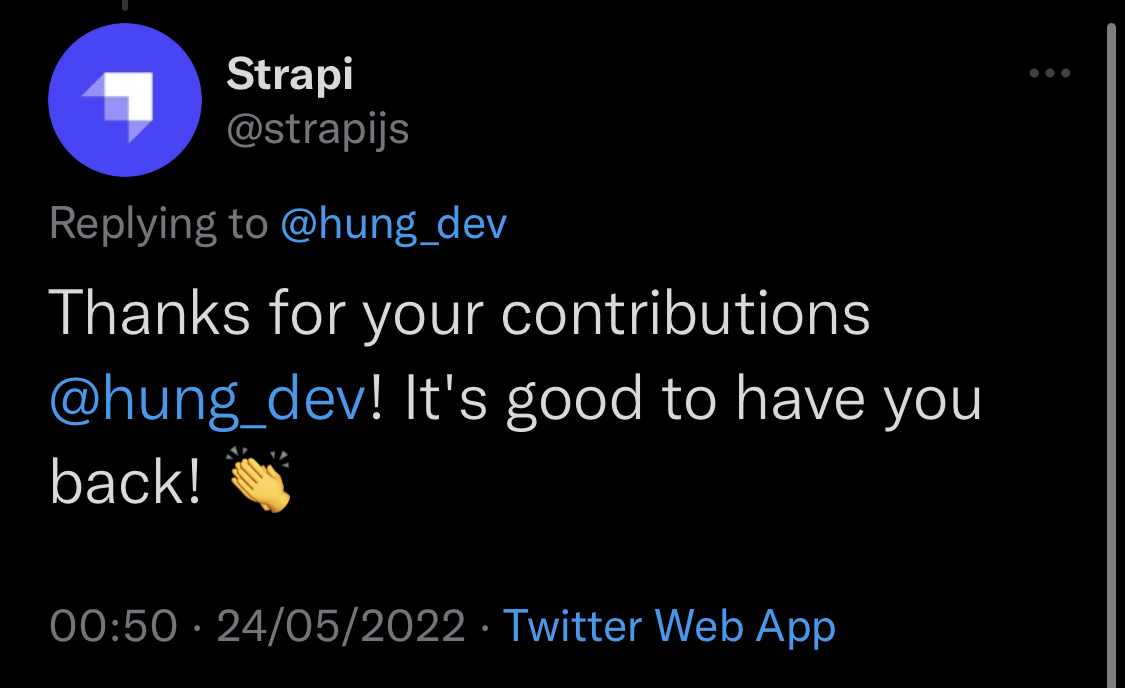 Strapi
@strapijs
Replying to @hung_dev
Thanks for your contributions
@hung_dev! It's good to have you
back! 👏
00:50 · 24/05/2022 · Twitter Web App